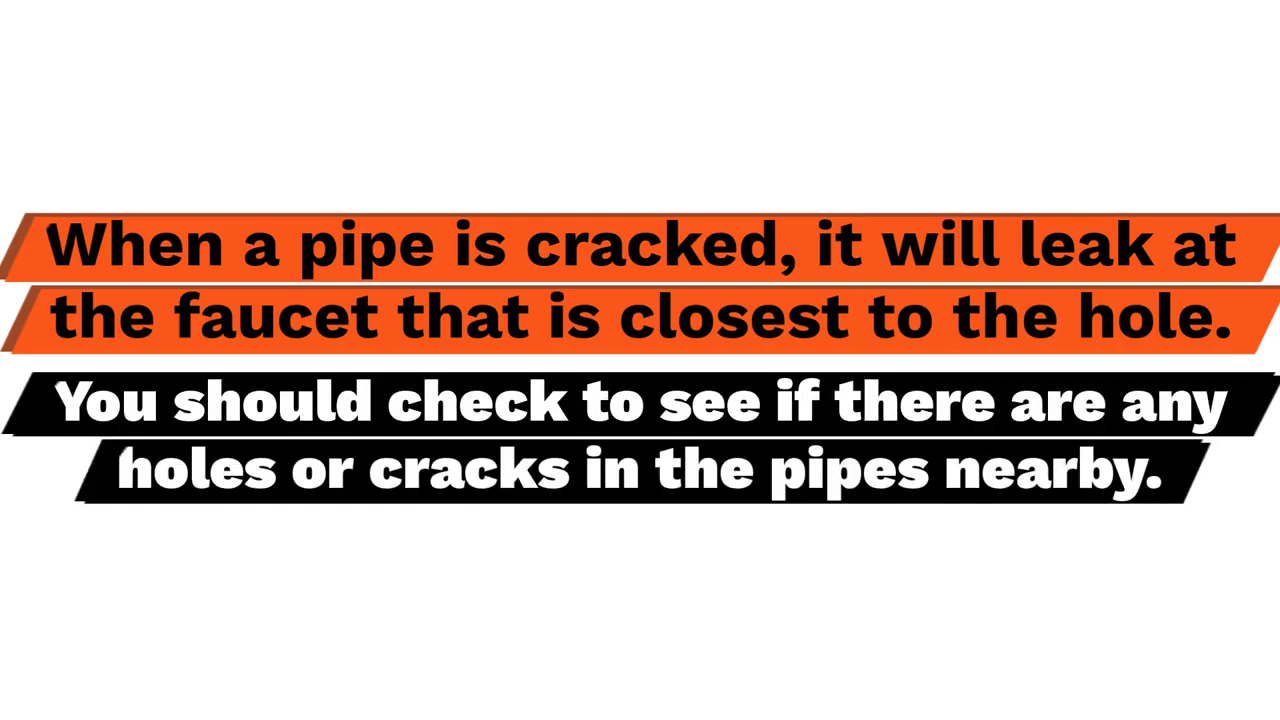 When a pipe is cracked, it will leak at
the faucet that is closest to the hole.
You should check to see if there are any
holes or cracks in the pipes nearby.